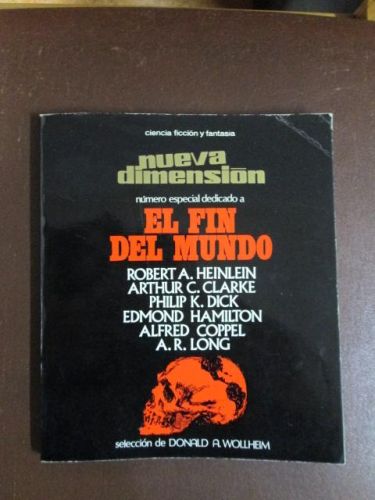 ciencia ficción y fantasia
nueva
dimensión
número especial dedicado a
EL FIN
DEL MUNDO
ROBERT A. HEINLEIN
ARTHUR C. CLARKE
PHILIP K. DICK
EDMOND HAMILTON
ALFRED COPPEL
A. R. LONG
selección de DONALD A. WOLLHEIM